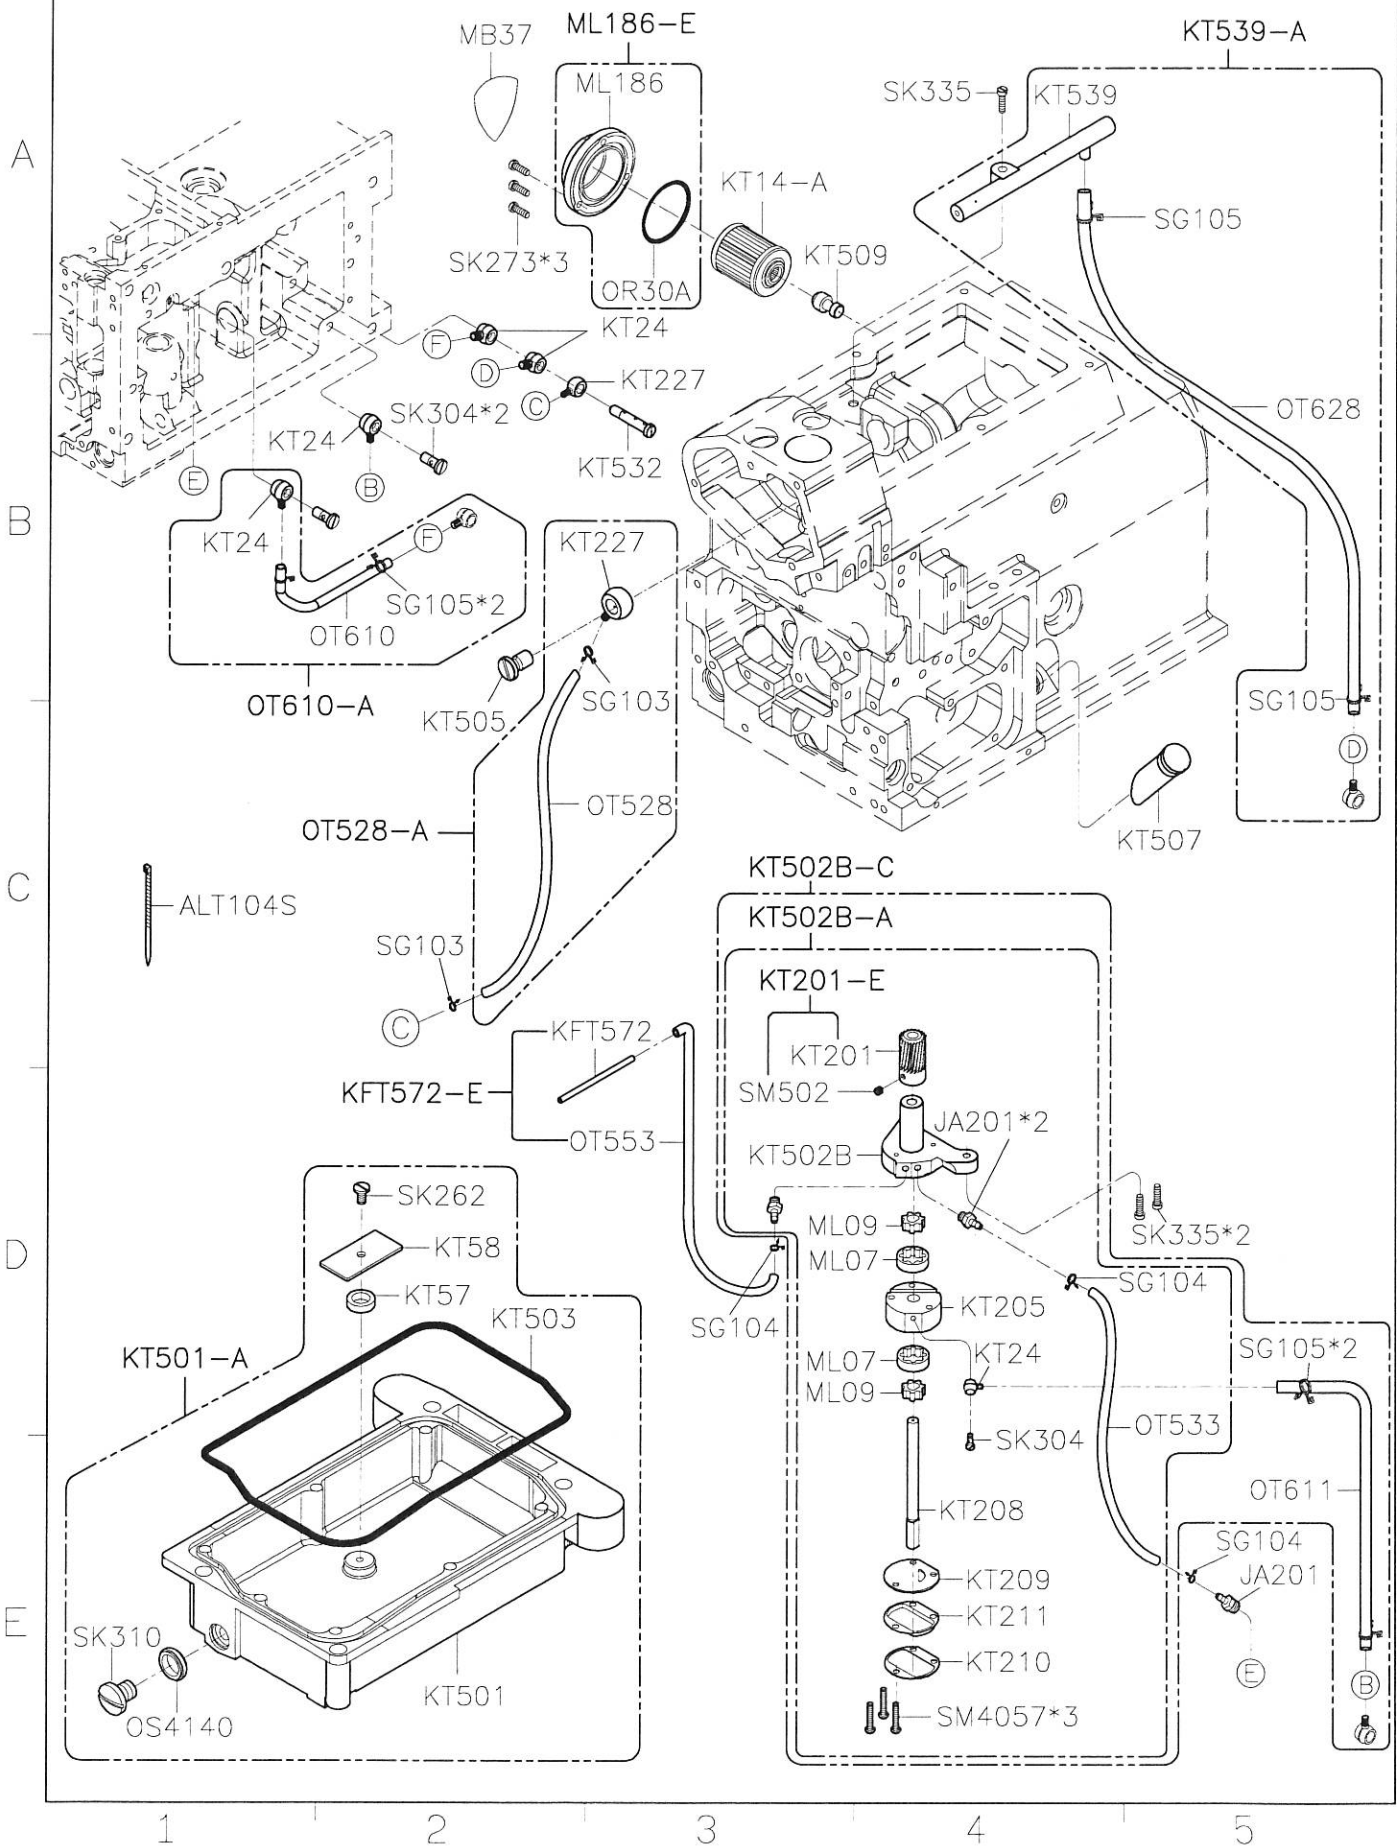 MB37
ML186-E
KT539-A
ML186
SK335
KT539
A
KT14-A
SG105
KT509
SK273*3
OR30A
KT24
F
D
KT227
C
SK304*2
KT24
KT532
OT628
E
B
B
KT24
F
KT227
SG105*2
OT610
SG103
SG105
OT610-A
KT505
D
OT528
OT528-A
KT507
KT502B-C
C
ALT104S
KT502B-A
SG103
KT201-E
C
KFT572
KT201
KFT572-E
SM502
JA201*2
OT553
KT502B
SK262
ML09
SK335*2
D
KT58
ML07
SG104
KT57
KT205
KT503
SG104
KT501-A
ML07
KT24
SG105*2
ML09
OT533
SK304
OT611
KT208
SG104
KT209
JA201
E
KT211
SK310
KT210
E
B
KT501
OS4140
SM4057*3
1 2 3 4 5